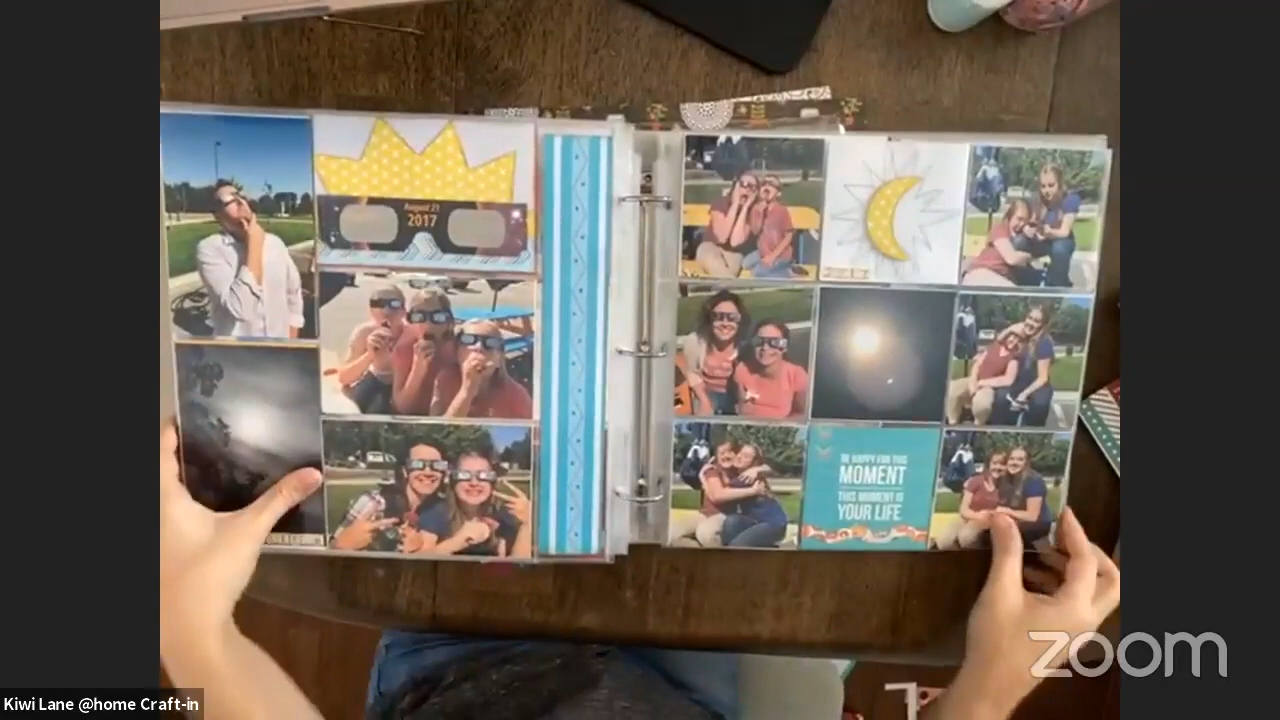 August 21
2017
2017
BE HAPPY FOR THIS
MOMENT
THIS MOMENT IS
YOUR LIFE
Kiwi Lane @home Craft-in
zoom